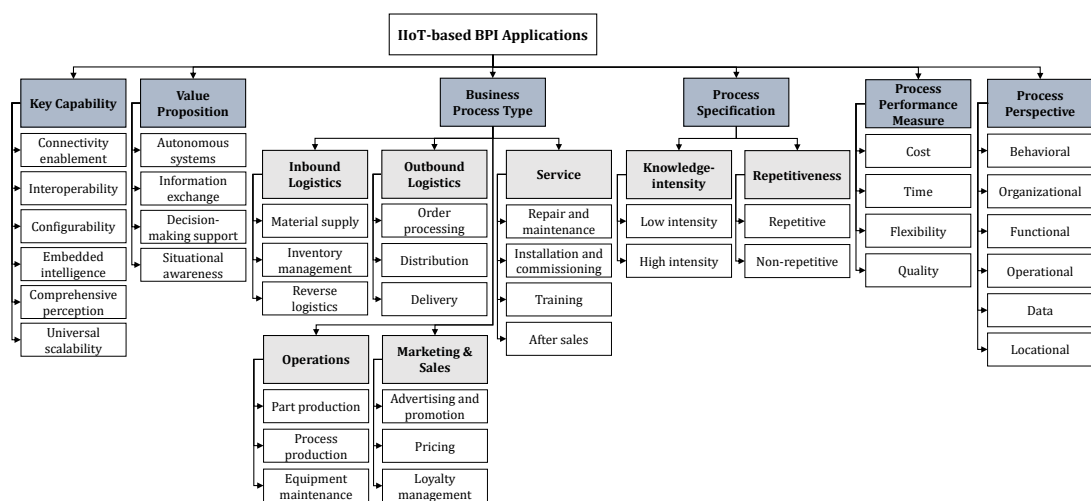 IIoT-based BPI Applications
Key Capability
Connectivity
enablement
Interoperability
Configurability
Embedded
intelligence
Comprehensive
perception
Universal
scalability
Value
Proposition
Autonomous
systems
Information
exchange
Decision-
making support
Situational
awareness
Business
Process Type
Inbound
Logistics
Material supply
Inventory
management
Reverse
logistics
Outbound
Logistics
Order
processing
Distribution
Delivery
Service
Repair and
maintenance
Installation and
commissioning
Training
After sales
Operations
Part production
Process
production
Equipment
maintenance
Marketing &
Sales
Advertising and
promotion
Pricing
Loyalty
management
Process
Specification
Knowledge-
intensity
Low intensity
High intensity
Repetitiveness
Repetitive
Non-repetitive
Process
Performance
Measure
Cost
Time
Flexibility
Quality
Process
Perspective
Behavioral
Organizational
Functional
Operational
Data
Locational